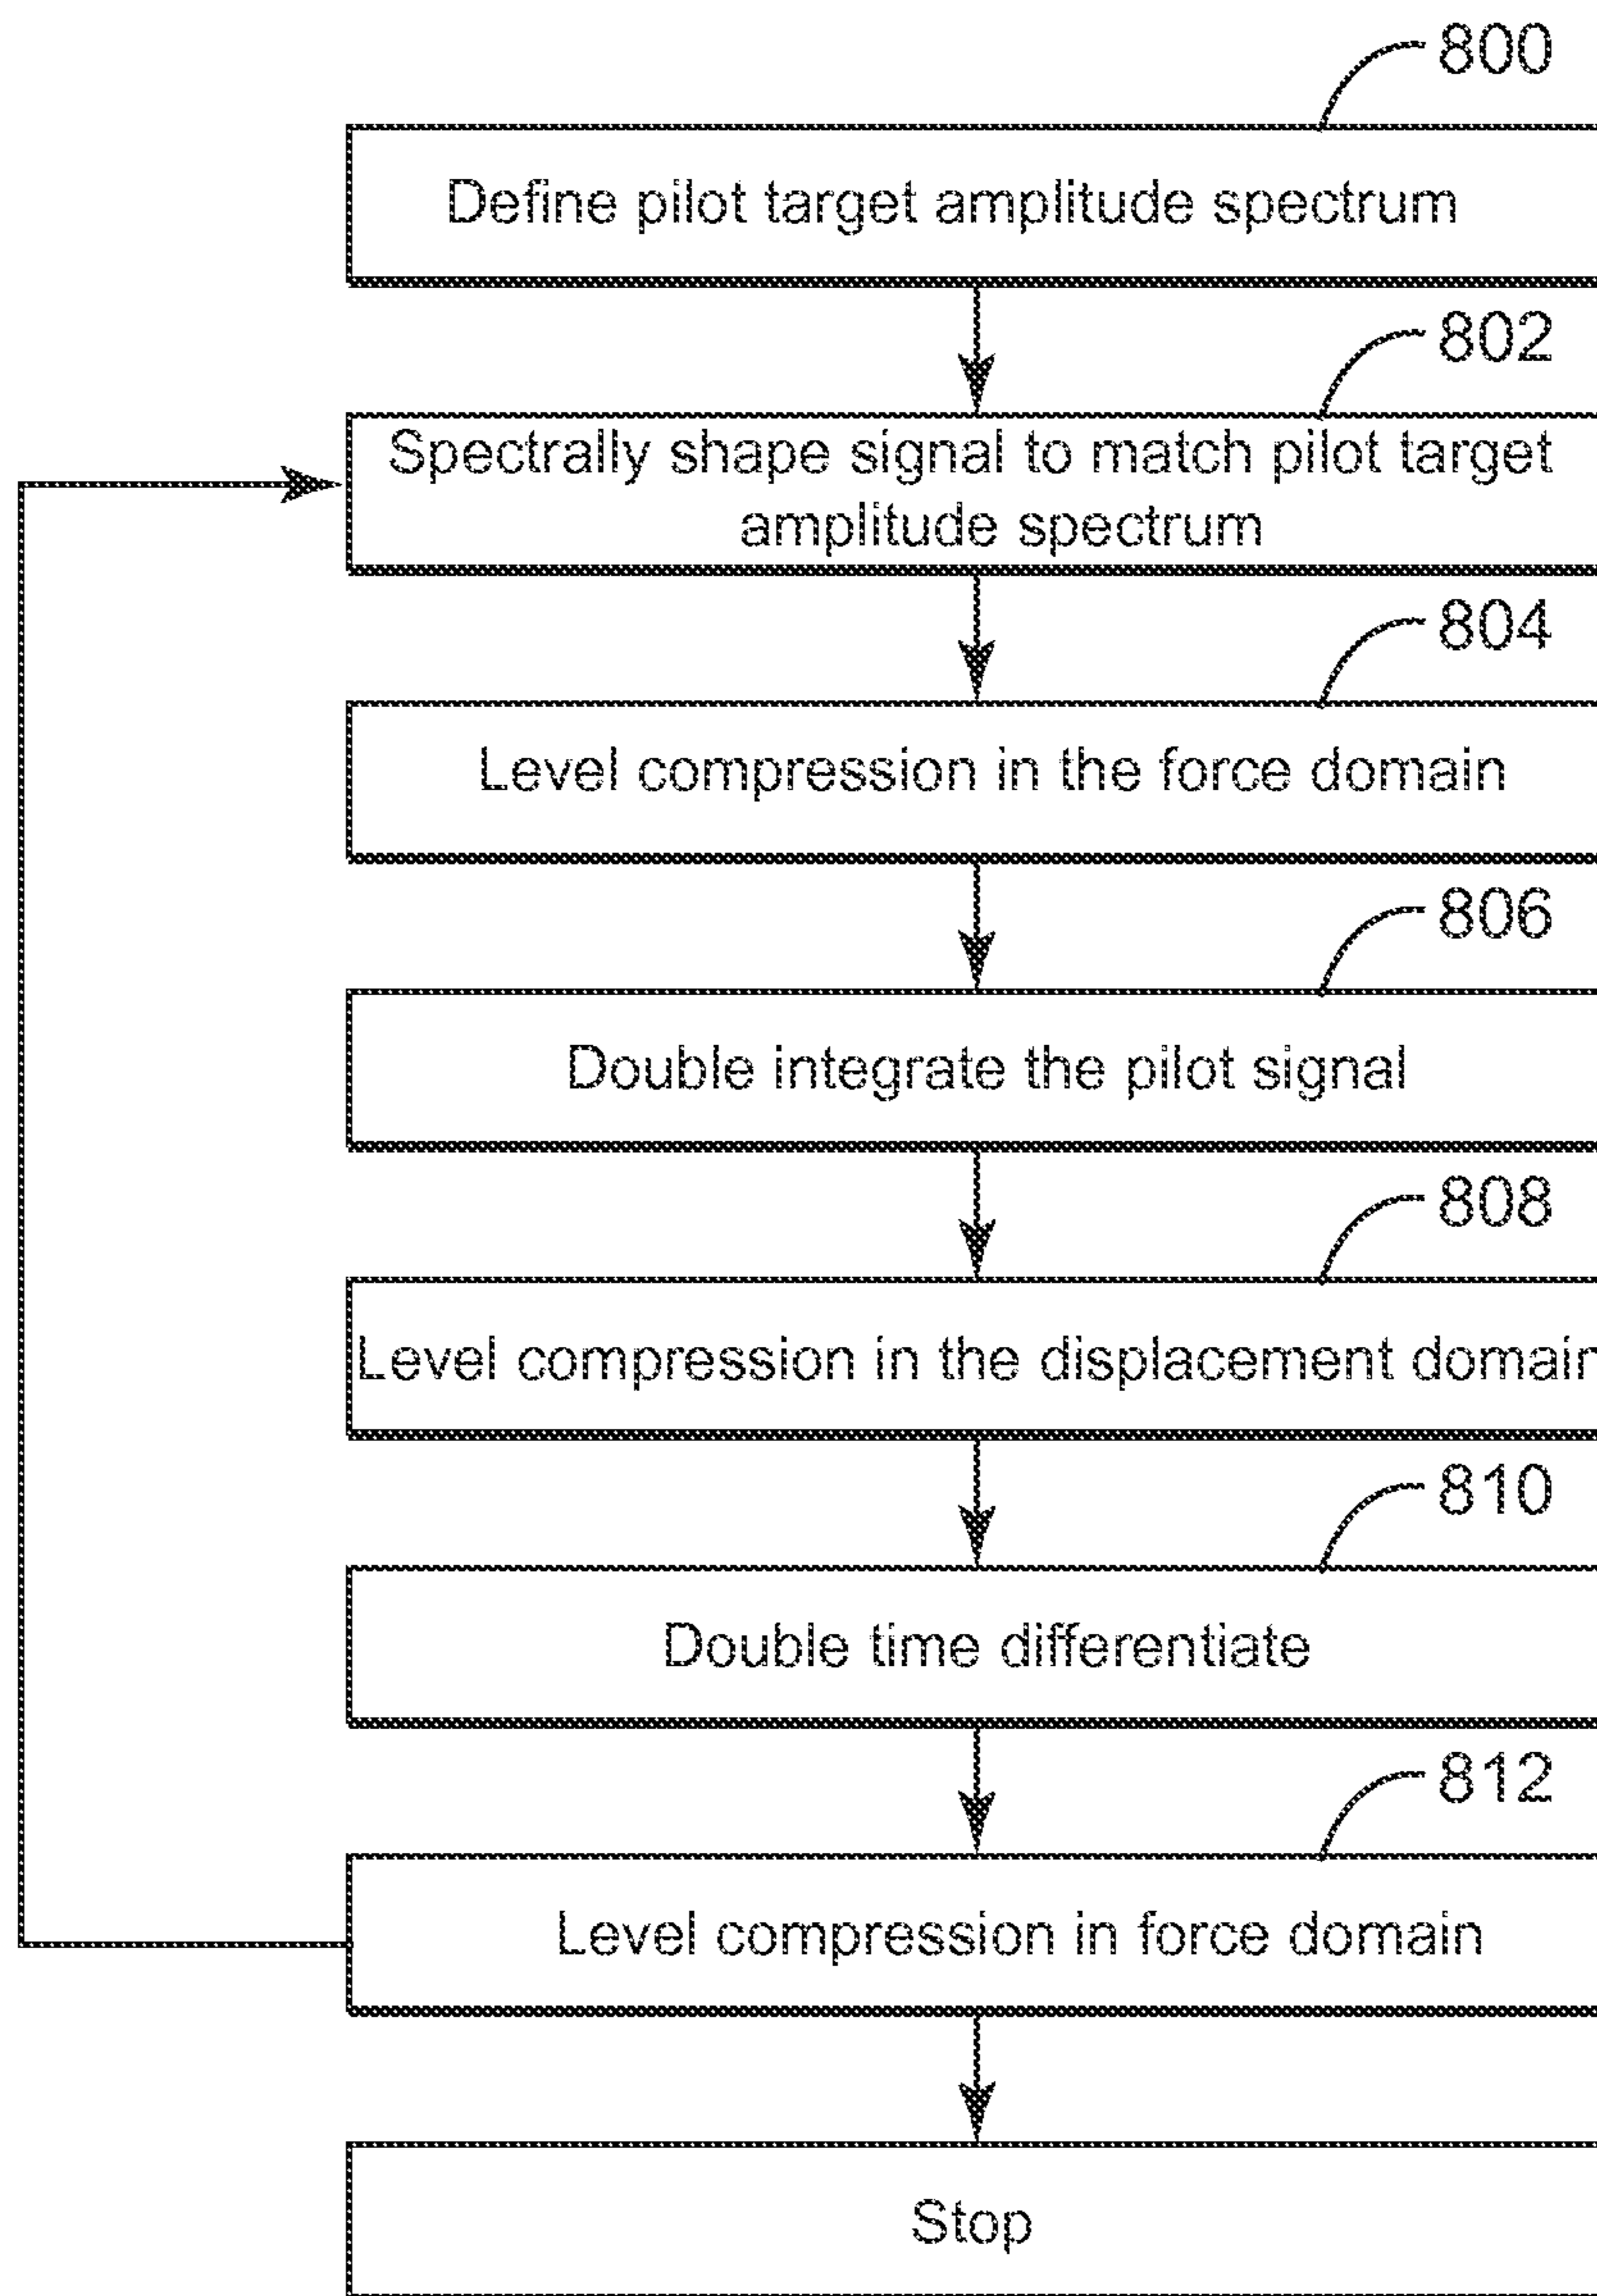 800
Define pilot target amplitude spectrum
802
Spectrally shape signal to match pilot target
amplitude spectrum
804
Level compression in the force domain
806
Double integrate the pilot signal
808
Level compression in the displacement domain
810
Double time differentiate
812
Level compression in force domain
Stop